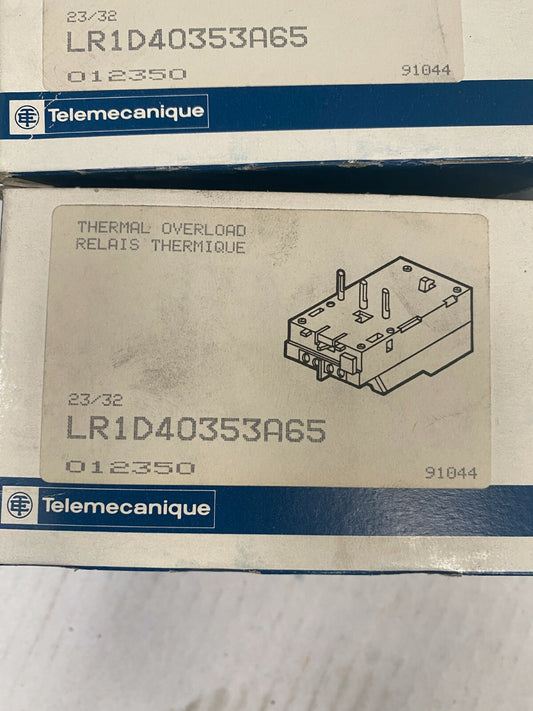 23/32
LR1D40353A65
012350 91044
Telemecanique
THERMAL OVERLOAD
RELAIS THERMIQUE
23/32
LR1D40353A65
012350 91044
Telemecanique